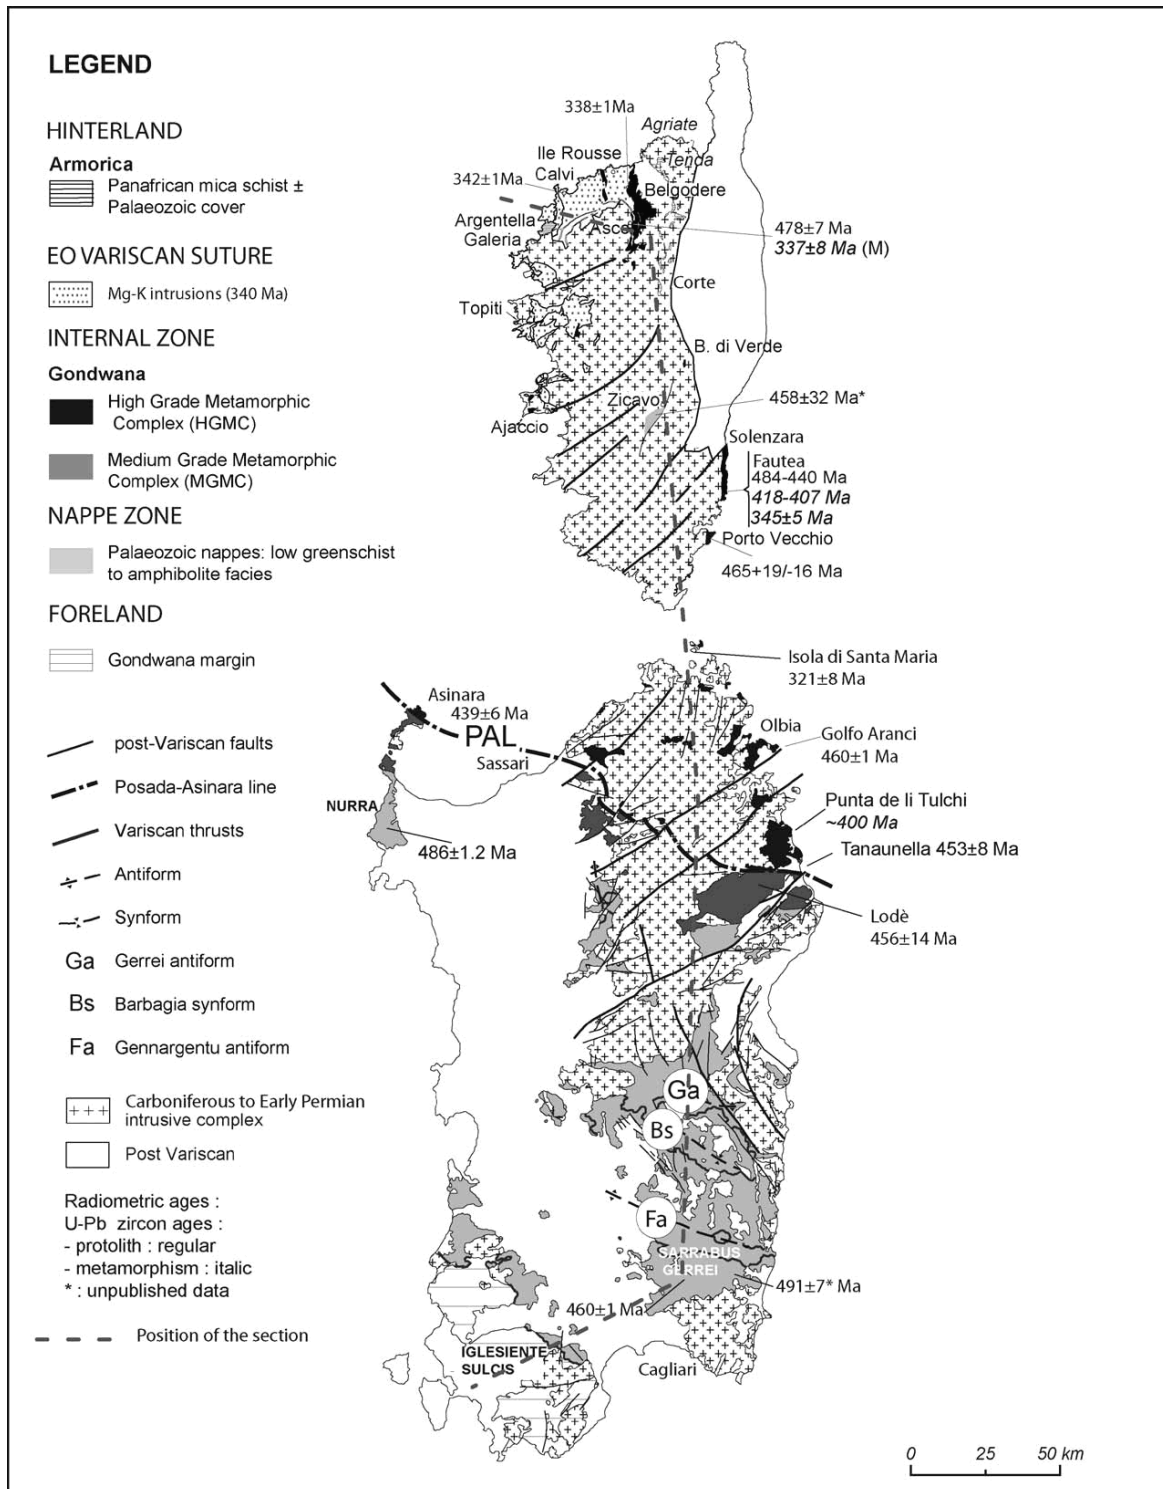 LEGEND
HINTERLAND
Armorica
Panafrican mica schist ±
Palaeozoic cover
EO VARISCAN SUTURE
Mg-K intrusions (340 Ma)
INTERNAL ZONE
Gondwana
High Grade Metamorphic
Complex (HGMC)
Medium Grade Metamorphic
Complex (MGMC)
NAPPE ZONE
Palaeozoic nappes: low greenschist
to amphibolite facies
FORELAND
Gondwana margin
post-Variscan faults
Posada-Asinara line
Variscan thrusts
Antiform
Synform
Ga Gerrei antiform
Bs Barbagia synform
Fa Gennargentu antiform
Carboniferous to Early Permian
intrusive complex
Post Variscan
Radiometric ages :
U-Pb zircon ages :
- protolith : regular
- metamorphism : italic
* : unpublished data
Position of the section
338±1Ma
Agriate
Tenda
Ile Rousse
Calvi
342±1Ma
Belgodere
Argentella
Galeria
Asco
478±7 Ma
337±8 Ma (M)
Corte
Topiti
B. di Verde
Zicavo
458±32 Ma*
Ajaccio
Solenzara
Fautea
484-440 Ma
418-407 Ma
345±5 Ma
Porto Vecchio
465+19/-16 Ma
Isola di Santa Maria
321±8 Ma
Asinara
439±6 Ma
PAL
Sassari
Olbia
Golfo Aranci
460±1 Ma
NURRA
486±1.2 Ma
Punta de li Tulchi
~400 Ma
Tanaunella 453±8 Ma
Lodè
456±14 Ma
Ga
Bs
Fa
SARRABUS
GERREI
491±7* Ma
460±1 Ma
IGLESIENTE
SULCIS
Cagliari
0 25 50 km